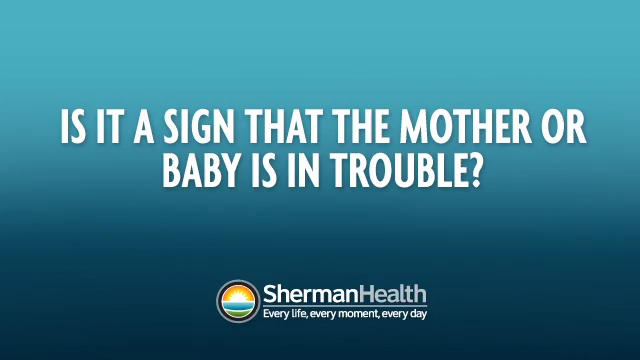 IS IT A SIGN THAT THE MOTHER OR
BABY IS IN TROUBLE?
ShermanHealth
Every life, every moment, every day